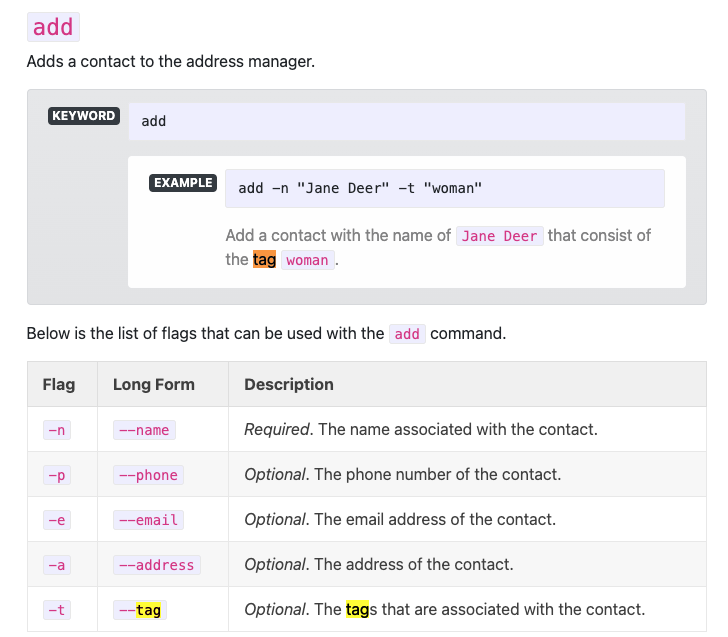 add
Adds a contact to the address manager.
KEYWORD add
EXAMPLE add -n "Jane Deer" -t "woman"
Add a contact with the name of Jane Deer that consist of
the tag woman .
Below is the list of flags that can be used with the add command.
Flag Long Form Description
-n --name Required. The name associated with the contact.
-p --phone Optional. The phone number of the contact.
-e --email Optional. The email address of the contact.
-a --address Optional. The address of the contact.
-t --tag Optional. The tags that are associated with the contact.